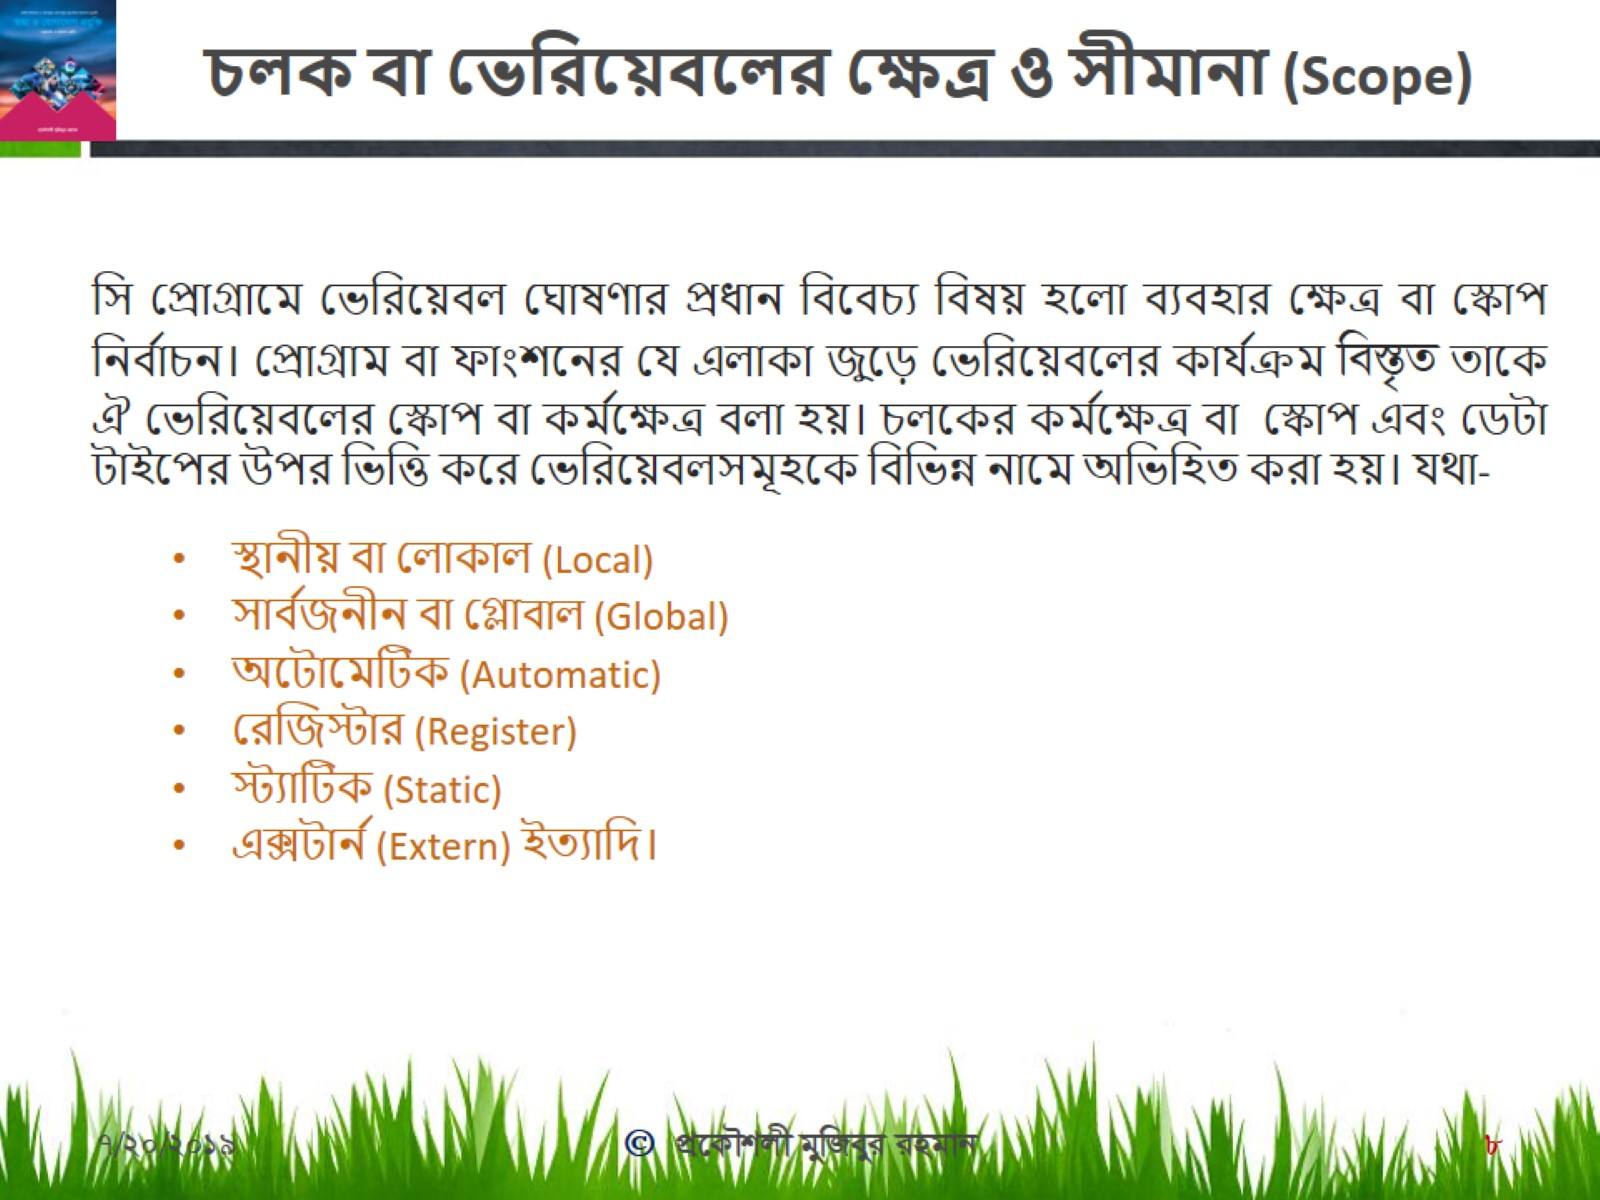 তথ্য ও যোগাযোগ প্রযুক্তি
চলক বা ভেরিয়েবলের ক্ষেত্র ও সীমানা (Scope)
সি প্রোগ্রামে ভেরিয়েবল ঘোষণার প্রধান বিবেচ্য বিষয় হলো ব্যবহার ক্ষেত্র বা স্কোপ
নির্বাচন। প্রোগ্রাম বা ফাংশনের যে এলাকা জুড়ে ভেরিয়েবলের কার্যক্রম বিস্তৃত তাকে
ঐ ভেরিয়েবলের স্কোপ বা কর্মক্ষেত্র বলা হয়। চলকের কর্মক্ষেত্র বা স্কোপ এবং ডেটা
টাইপের উপর ভিত্তি করে ভেরিয়েবলসমূহকে বিভিন্ন নামে অভিহিত করা হয়। যথা-
• স্থানীয় বা লোকাল (Local)
• সার্বজনীন বা গ্লোবাল (Global)
• অটোমেটিক (Automatic)
• রেজিস্টার (Register)
• স্ট্যাটিক (Static)
• এক্সটার্ন (Extern) ইত্যাদি।
৭/২০/২০১৯
© প্রকৌশলী মুজিবুর রহমান
৮